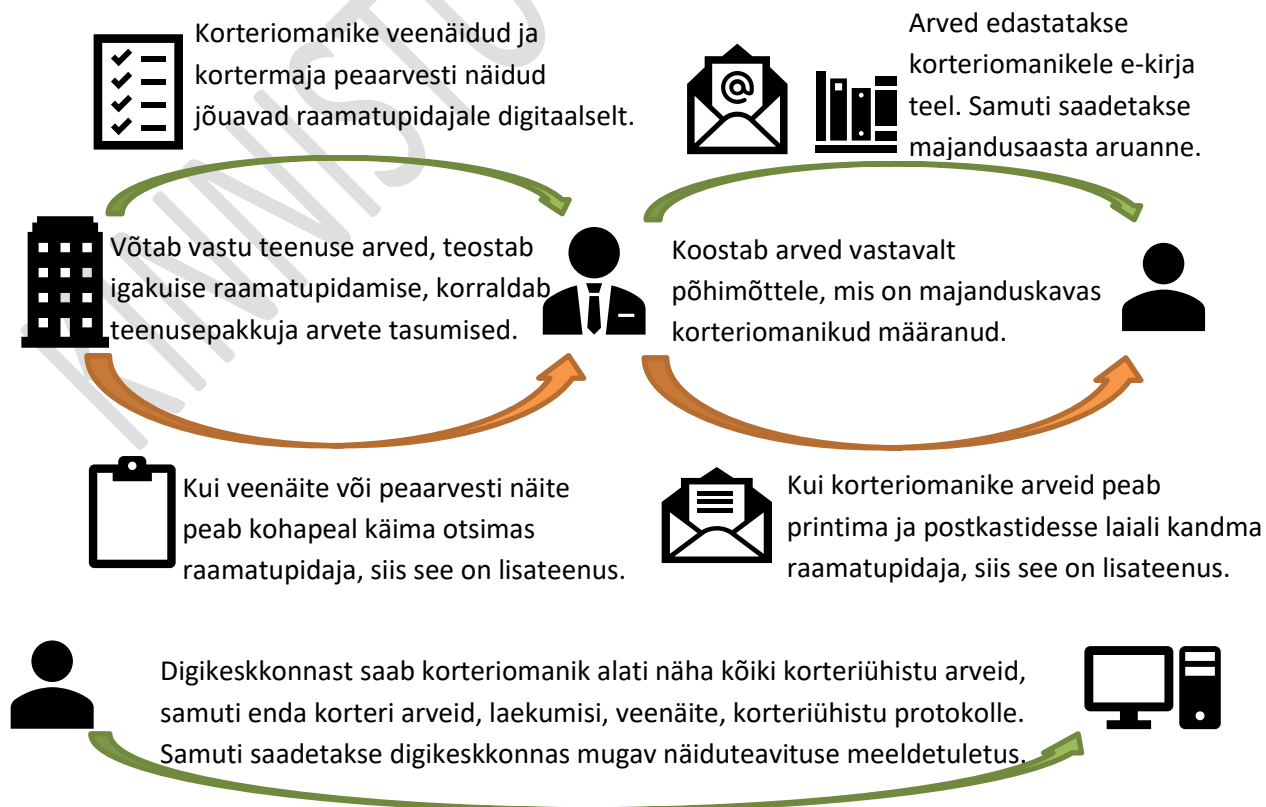 Korteriomanike veenäidud ja
kortermaja peaarvesti näidud
jõuavad raamatupidajale digitaalselt.
Arved edastatakse
korteriomanikele e-kirja
teel. Samuti saadetakse
majandusaasta aruanne.
Võtab vastu teenuse arved, teostab
igakuise raamatupidamise, korraldab
teenusepakkuja arvete tasumised.
Koostab arved vastavalt
põhimõttele, mis on majanduskavas
korteriomanikud määranud.
Kui veenäite või peaarvesti näite
peab kohapeal käima otsimas
raamatupidaja, siis see on lisateenus.
Kui korteriomanike arveid peab
printima ja postkastidesse laiali kandma
raamatupidaja, siis see on lisateenus.
Digikeskkonnast saab korteriomanik alati näha kõiki korteriühistu arveid,
samuti enda korteri arveid, laekumisi, veenäite, korteriühistu protokolle.
Samuti saadetakse digikeskkonnas mugav näiduteavituse meeldetuletus.